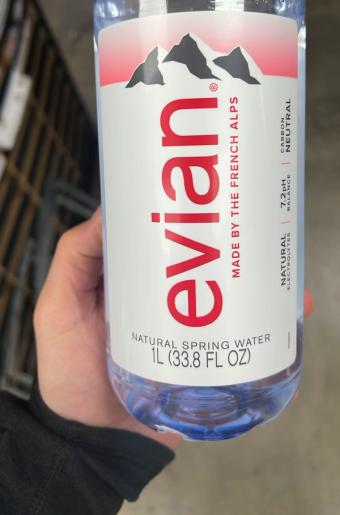 evian®
MADE BY THE FRENCH ALPS
NATURAL | 7.2pH | CARBON
ELECTROLYTES BALANCE NEUTRAL
NATURAL SPRING WATER
1L (33.8 FL OZ)